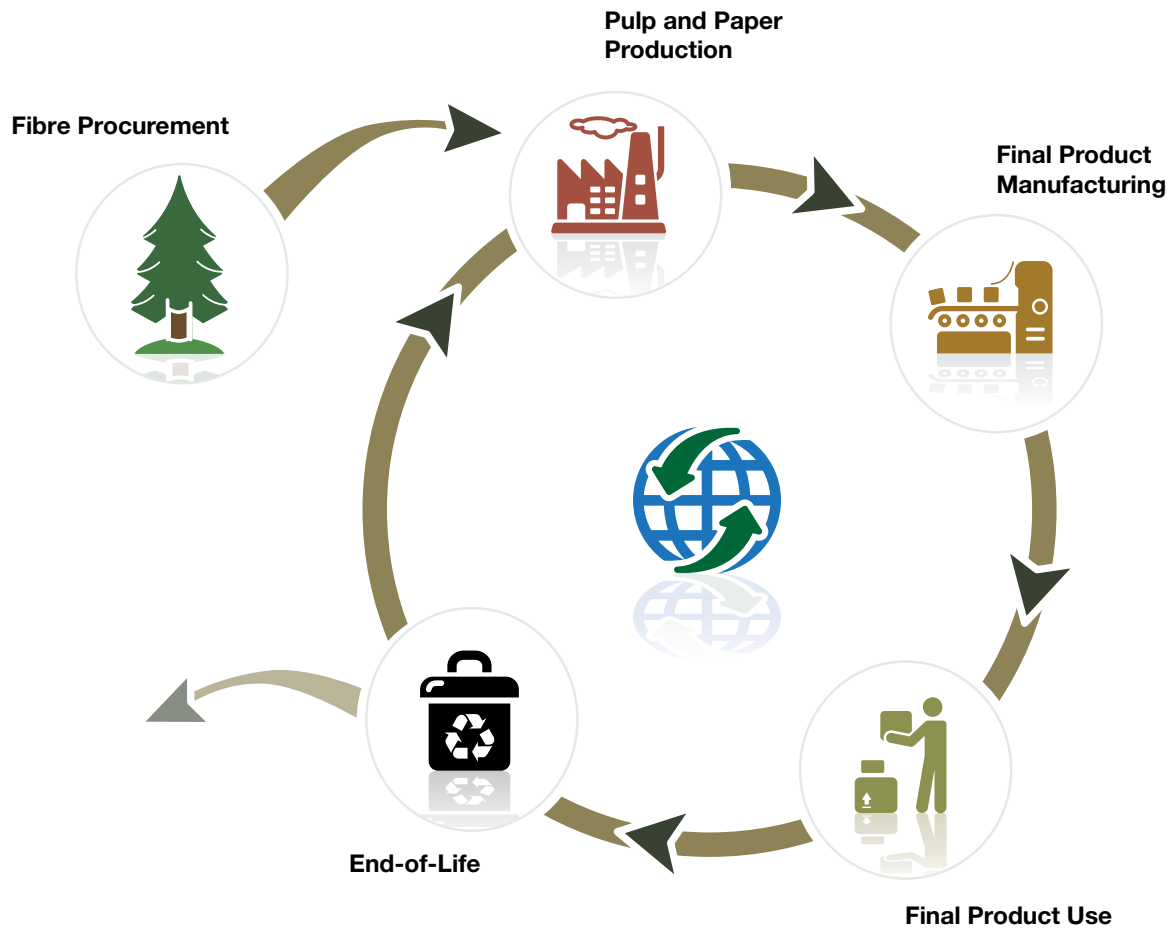 Pulp and Paper
Production
Fibre Procurement
Final Product
Manufacturing
End-of-Life
Final Product Use